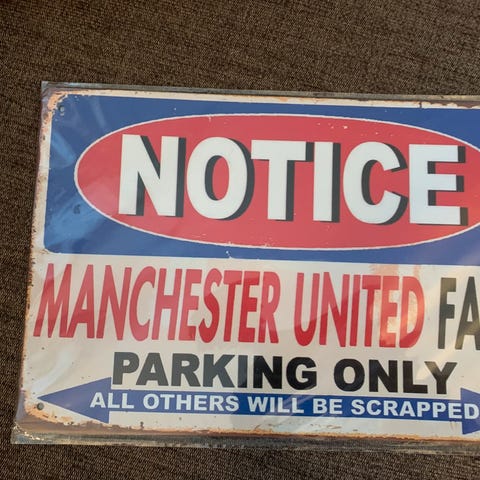 NOTICE
MANCHESTER UNITED FA
PARKING ONLY
ALL OTHERS WILL BE SCRAPPED